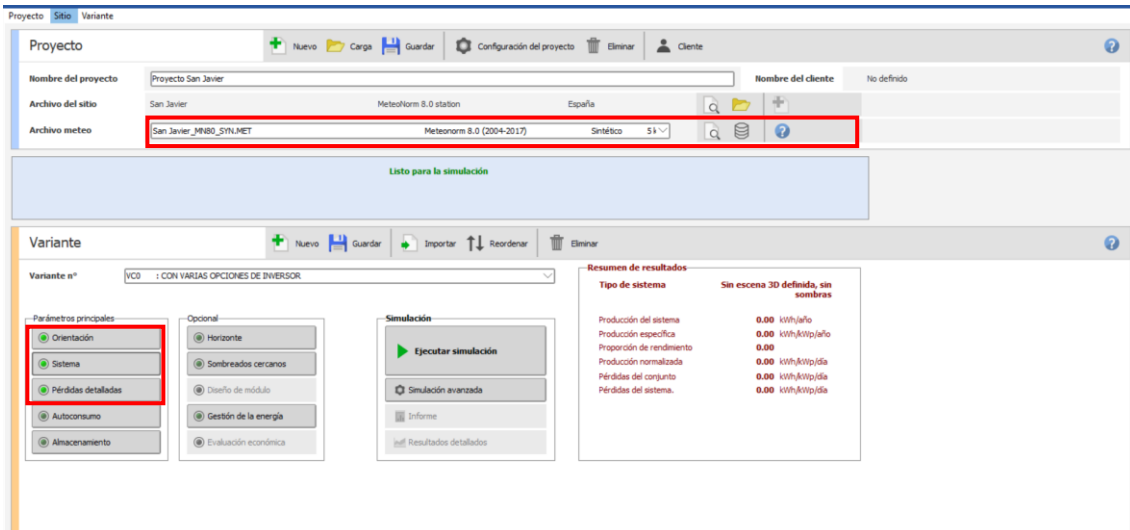 Proyecto Sitio Variante
Proyecto Nuevo Carga Guardar Configuración del proyecto Eliminar Cliente
Nombre del proyecto Proyecto San Javier Nombre del cliente No definido
Archivo del sitio San Javier MeteoNorm 8.0 station España
Archivo meteo San Javier_MN80_SYN.MET Meteonorm 8.0 (2004-2017) Sintético
Listo para la simulación
Variante Nuevo Guardar Importar Reordenar Eliminar
Variante n° VC0 : CON VARIAS OPCIONES DE INVERSOR
Parámetros principales
Orientación
Sistema
Pérdidas detalladas
Autoconsumo
Almacenamiento
Opcional
Horizonte
Sombreados cercanos
Diseño de módulo
Gestión de la energía
Evaluación económica
Simulación
Ejecutar simulación
Simulación avanzada
Informe
Resultados detallados
Resumen de resultados
Tipo de sistema Sin escena 3D definida, sin
sombras
Producción del sistema 0.00 kWh/año
Producción específica 0.00 kWh/kWp/año
Proporción de rendimiento 0.00
Producción normalizada 0.00 kWh/kWp/día
Pérdidas del conjunto 0.00 kWh/kWp/día
Pérdidas del sistema. 0.00 kWh/kWp/día